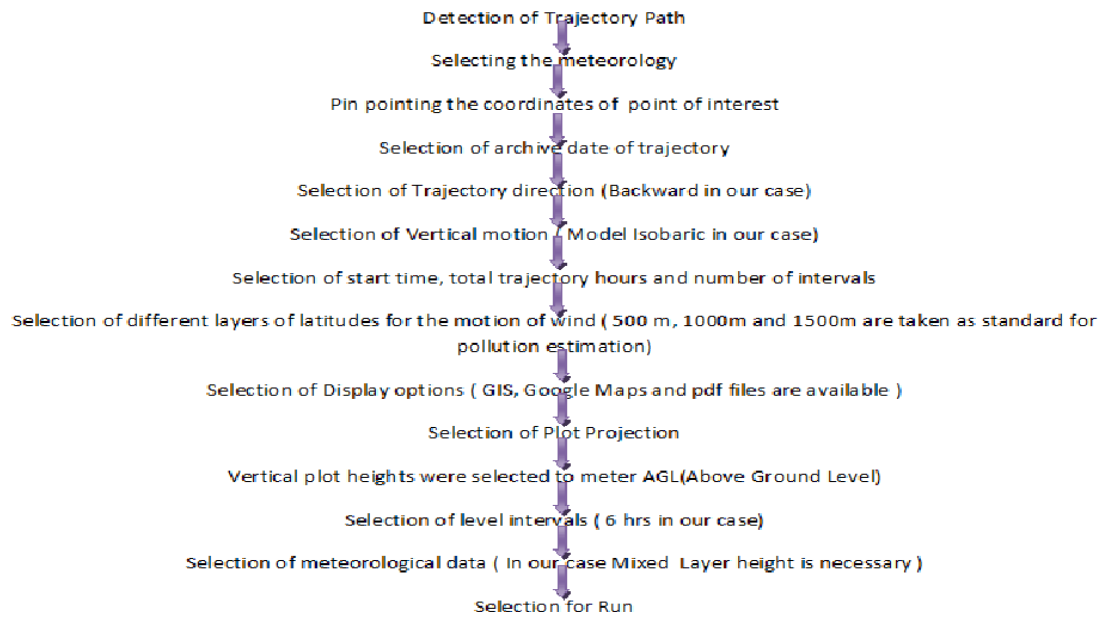 Detection of Trajectory Path
Selecting the meteorology
Pin pointing the coordinates of point of interest
Selection of archive date of trajectory
Selection of Trajectory direction (Backward in our case)
Selection of Vertical motion ( Model Isobaric in our case)
Selection of start time, total trajectory hours and number of intervals
Selection of different layers of latitudes for the motion of wind ( 500 m, 1000m and 1500m are taken as standard for
pollution estimation)
Selection of Display options ( GIS, Google Maps and pdf files are available )
Selection of Plot Projection
Vertical plot heights were selected to meter AGL(Above Ground Level)
Selection of level intervals ( 6 hrs in our case)
Selection of meteorological data ( In our case Mixed Layer height is necessary )
Selection for Run